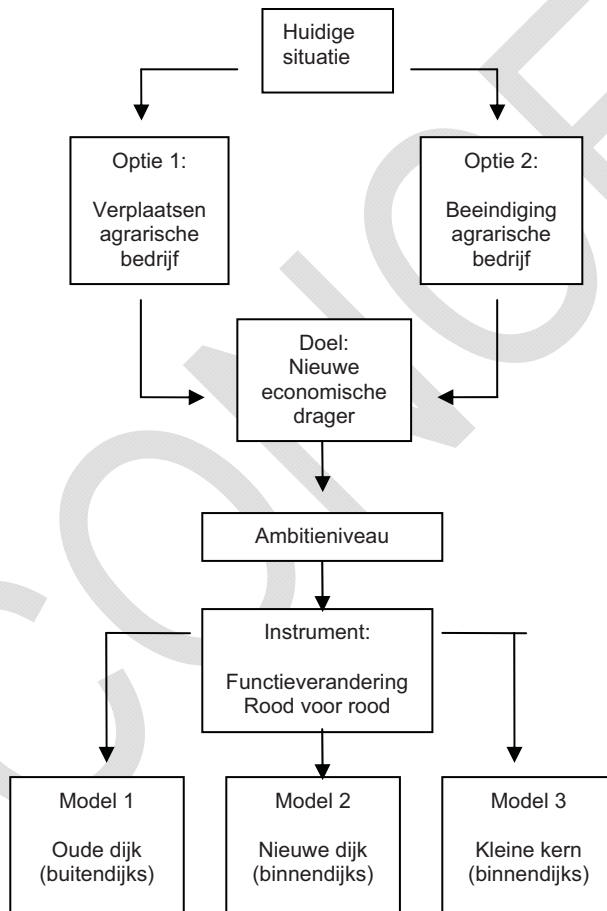 Huidige
situatie
Optie 1:
Verplaatsen
agrarische
bedrijf
Optie 2:
Beeindiging
agrarische
bedrijf
Doel:
Nieuwe
economische
drager
Ambitieniveau
Instrument:
Functieverandering
Rood voor rood
Model 1
Oude dijk
(buitendijks)
Model 2
Nieuwe dijk
(binnendijks)
Model 3
Kleine kern
(binnendijks)